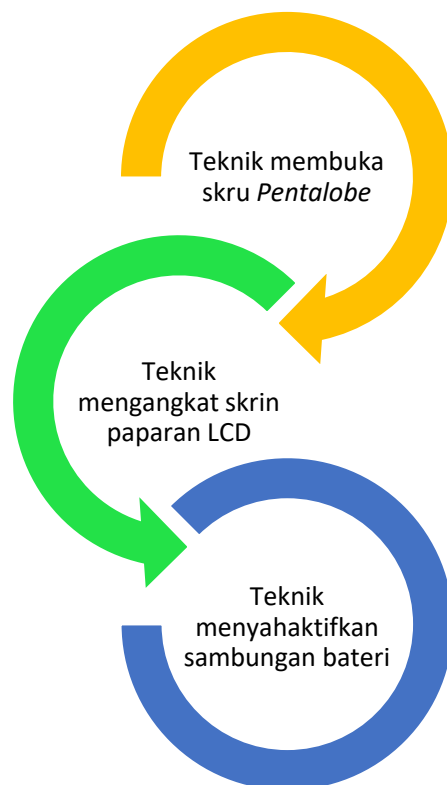 Teknik membuka
skru Pentalobe
Teknik
mengangkat skrin
paparan LCD
Teknik
menyahaktifkan
sambungan bateri